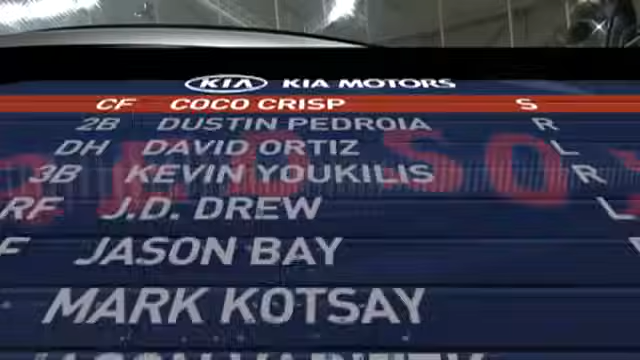 KIA KIA MOTORS
CF COCO CRISP S
2B DUSTIN PEDROIA R
DH DAVID ORTIZ L
3B KEVIN YOUKILIS R
RF J.D. DREW L
F JASON BAY
MARK KOTSAY